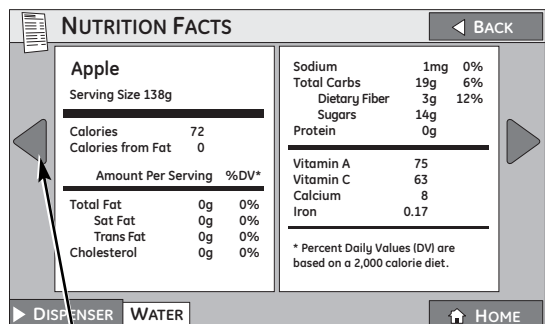 NUTRITION FACTS
BACK
Apple
Serving Size 138g
Calories 72
Calories from Fat 0
Amount Per Serving %DV*
Total Fat 0g 0%
Sat Fat 0g 0%
Trans Fat 0g 0%
Cholesterol 0g 0%
Sodium 1mg 0%
Total Carbs 19g 6%
Dietary Fiber 3g 12%
Sugars 14g
Protein 0g
Vitamin A 75
Vitamin C 63
Calcium 8
Iron 0.17
* Percent Daily Values (DV) are
based on a 2,000 calorie diet.
DISPENSER WATER
HOME